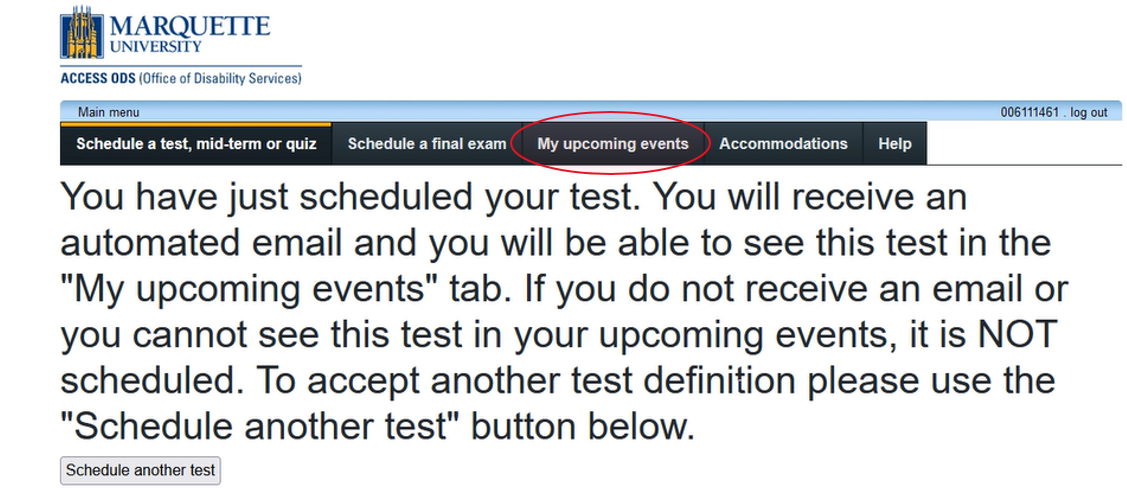 MARQUETTE
UNIVERSITY
ACCESS ODS (Office of Disability Services)
Main menu 006111461 . log out
Schedule a test, mid-term or quiz Schedule a final exam My upcoming events Accommodations Help
You have just scheduled your test. You will receive an
automated email and you will be able to see this test in the
"My upcoming events" tab. If you do not receive an email or
you cannot see this test in your upcoming events, it is NOT
scheduled. To accept another test definition please use the
"Schedule another test" button below.
Schedule another test